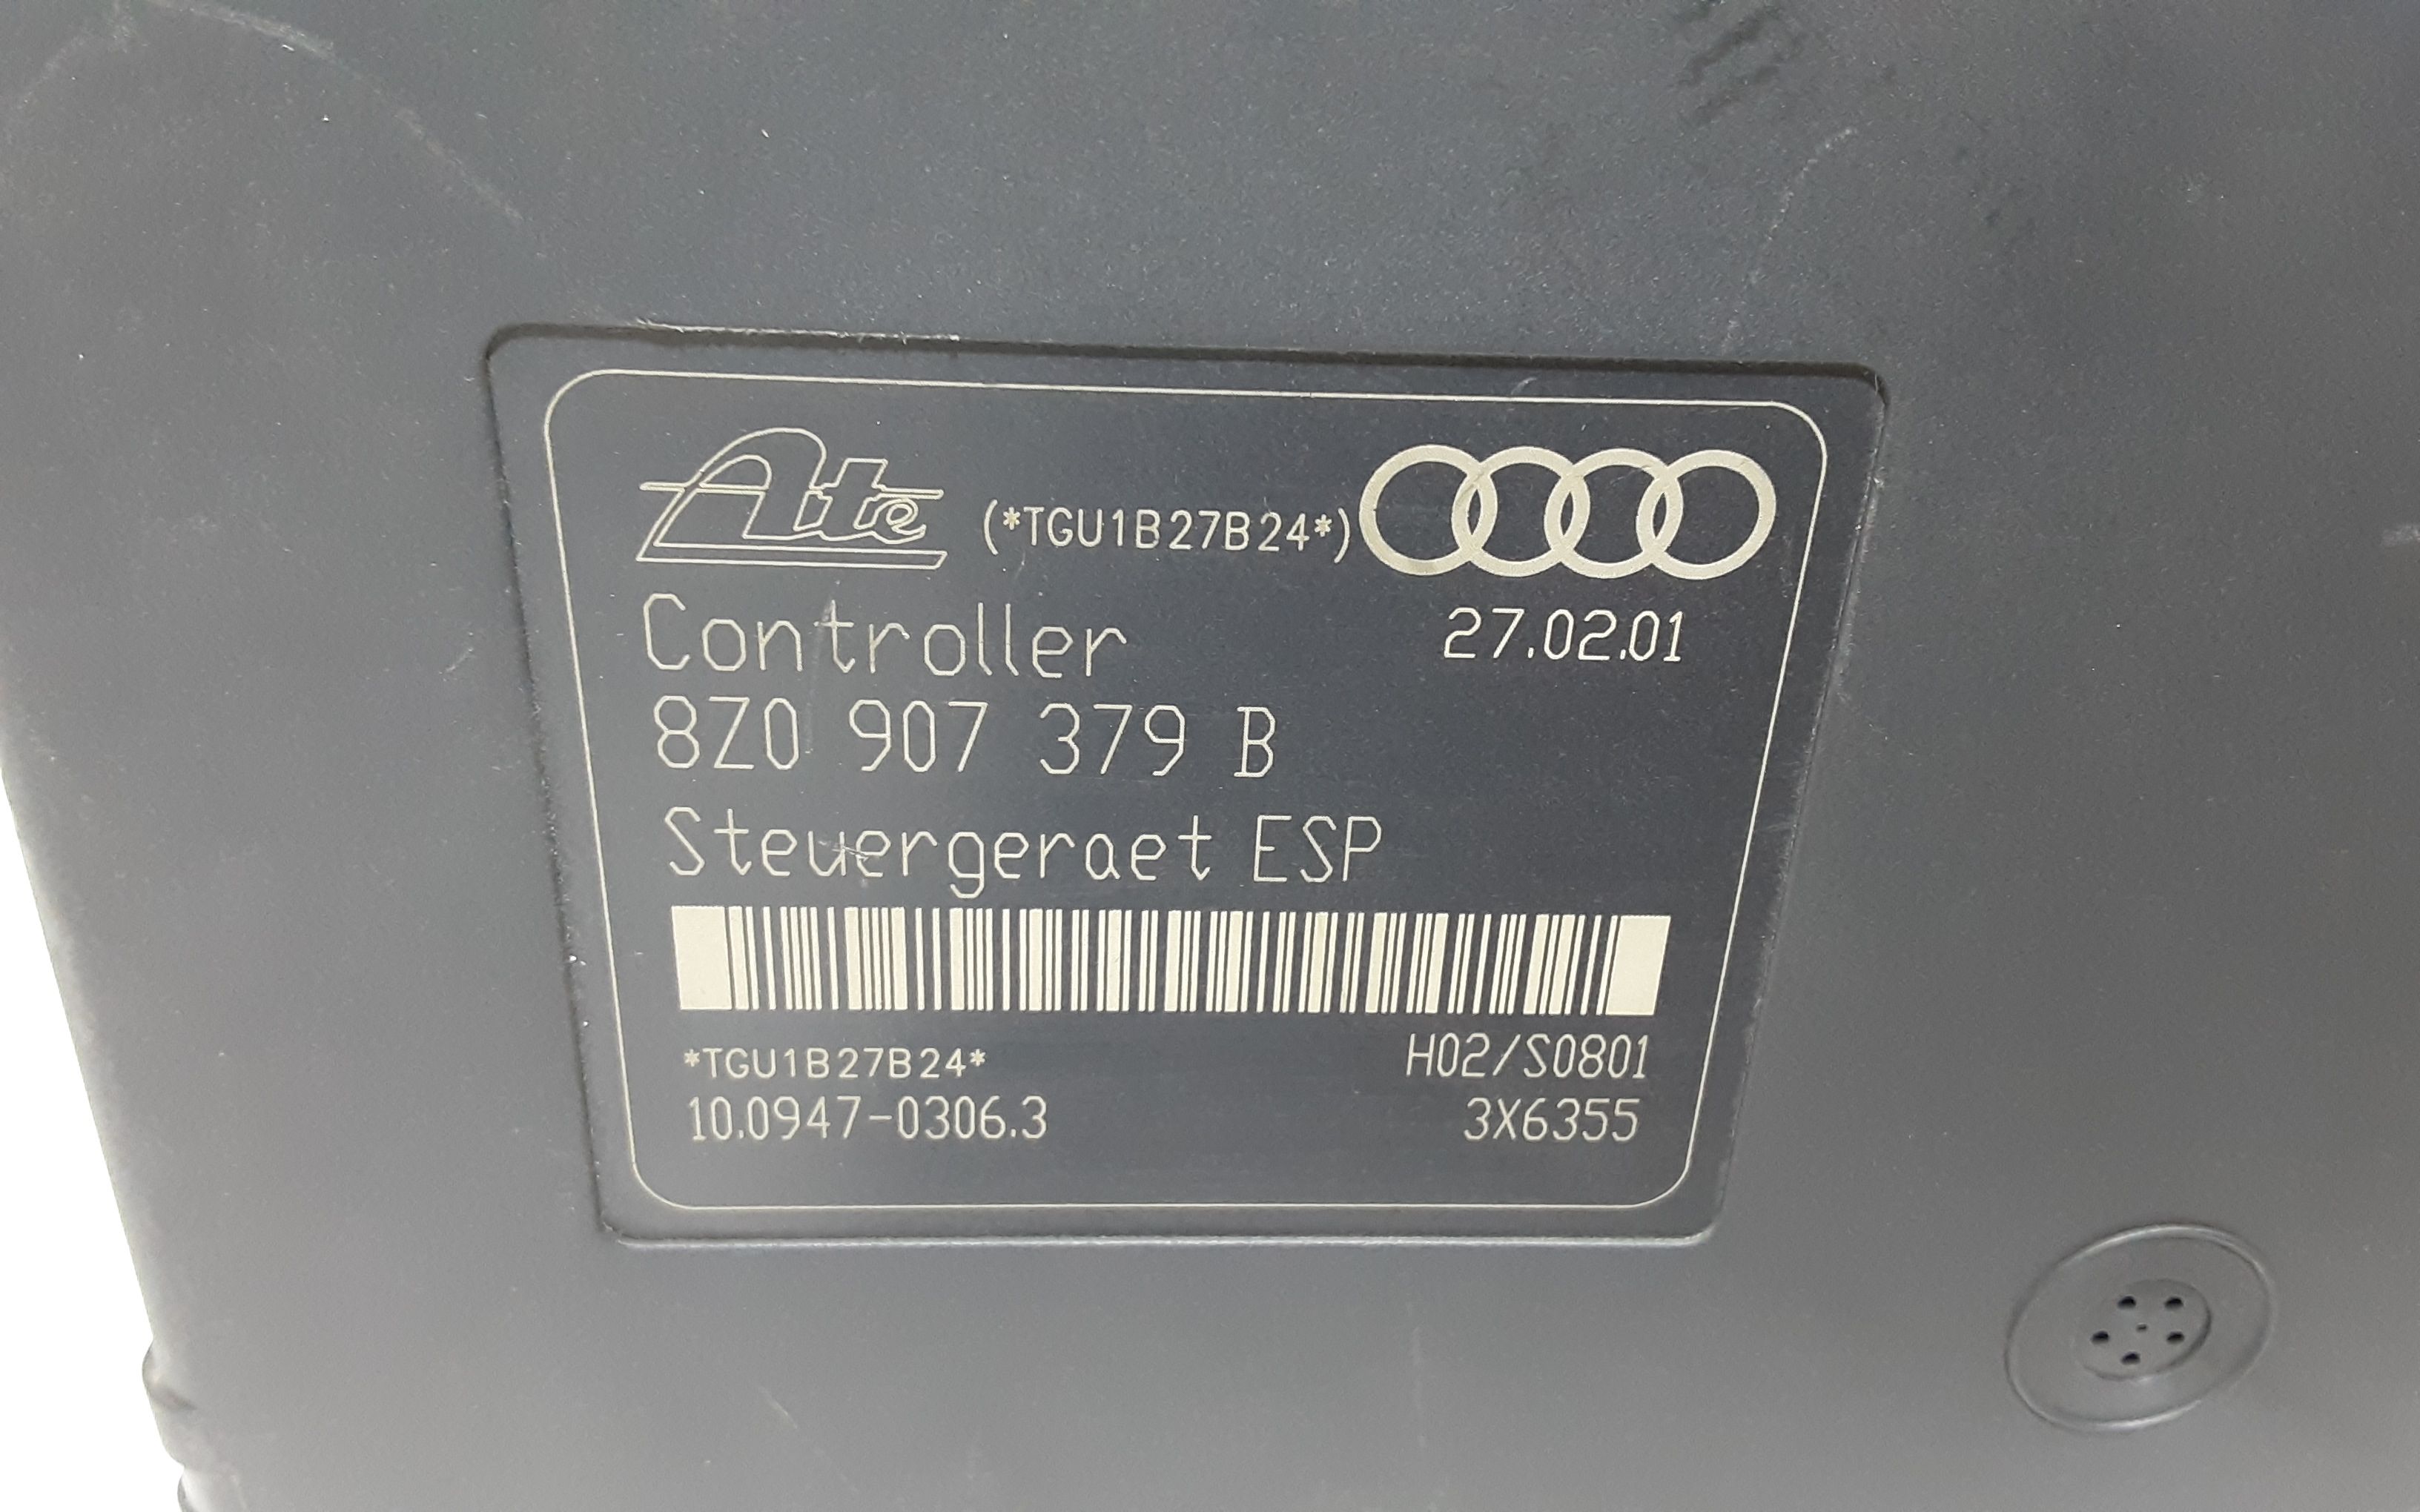 Ate (*TGU1B27B24*)
Controller 27.02.01
8Z0 907 379 B
Steuergeraet ESP
*TGU1B27B24* H02/S0801
10.0947-0306.3 3X6355